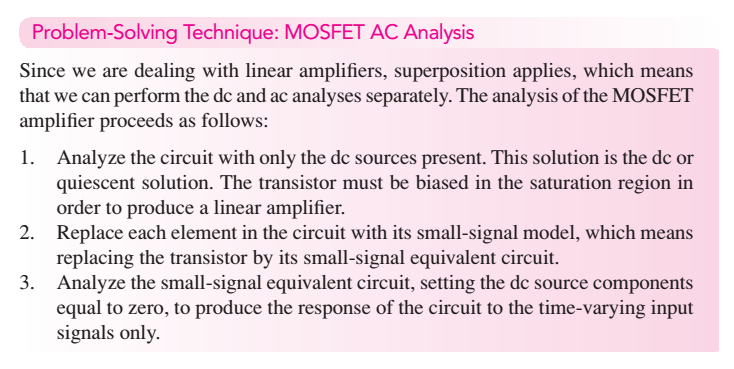 Problem-Solving Technique: MOSFET AC Analysis
Since we are dealing with linear amplifiers, superposition applies, which means
that we can perform the dc and ac analyses separately. The analysis of the MOSFET
amplifier proceeds as follows:
1. Analyze the circuit with only the dc sources present. This solution is the dc or
quiescent solution. The transistor must be biased in the saturation region in
order to produce a linear amplifier.
2. Replace each element in the circuit with its small-signal model, which means
replacing the transistor by its small-signal equivalent circuit.
3. Analyze the small-signal equivalent circuit, setting the dc source components
equal to zero, to produce the response of the circuit to the time-varying input
signals only.